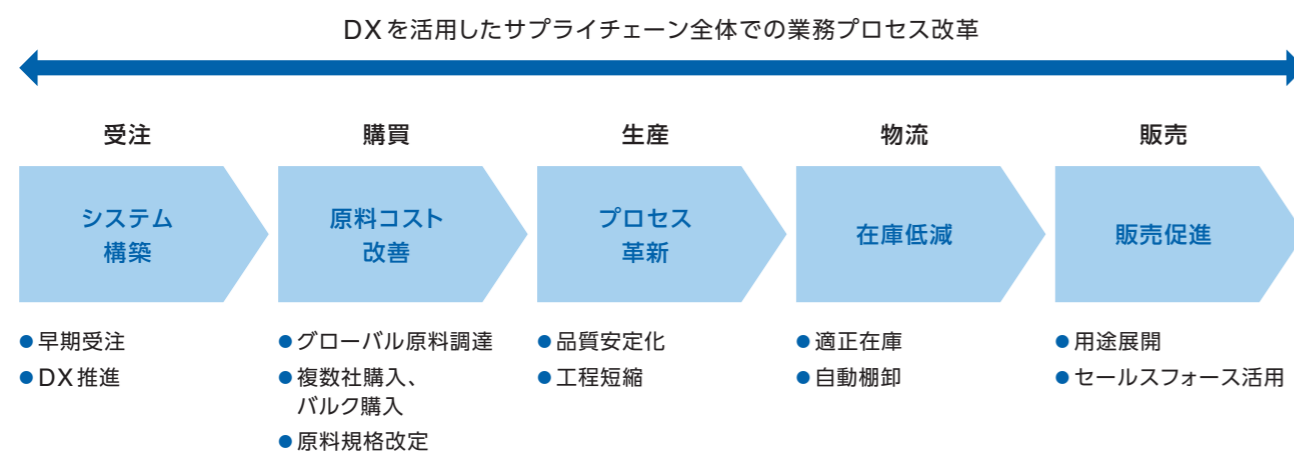 DXを活用したサプライチェーン全体での業務プロセス改革
受注
購買
生産
物流
販売
システム
構築
原料コスト
改善
プロセス
革新
在庫低減
販売促進
●早期受注
●DX推進
●グローバル原料調達
●複数社購入、
バルク購入
●原料規格改定
●品質安定化
●工程短縮
●適正在庫
●自動棚卸
●用途展開
●セールスフォース活用